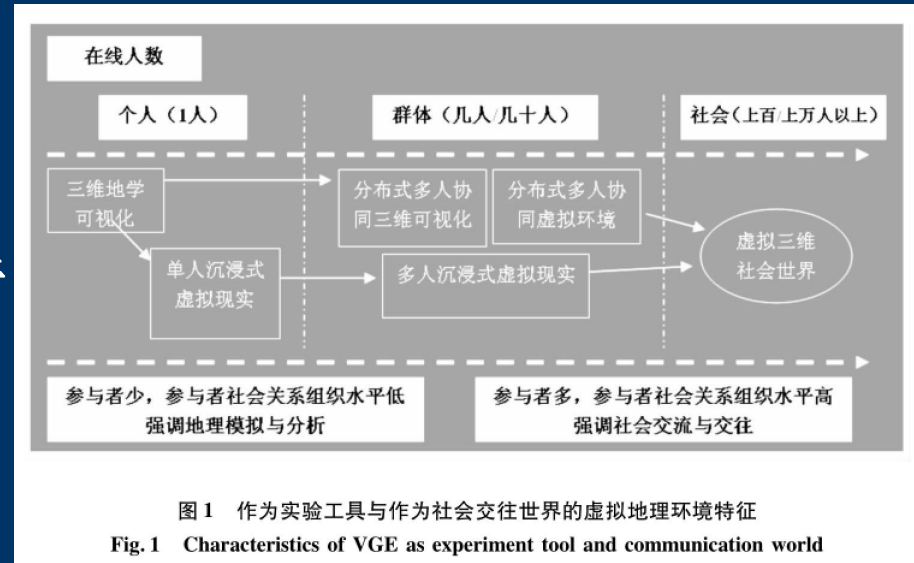 在线人数
个人（1人）
群体（几人/几十人）
社会（上百/上万人以上）
三维地学
可视化
分布式多人协
同三维可视化
分布式多人协
同虚拟环境
单人沉浸式
虚拟现实
多人沉浸式虚拟现实
虚拟三维
社会世界
参与者少，参与者社会关系组织水平低
强调地理模拟与分析
参与者多，参与者社会关系组织水平高
强调社会交流与交往
图 1 作为实验工具与作为社会交往世界的虚拟地理环境特征
Fig. 1 Characteristics of VGE as experiment tool and communication world